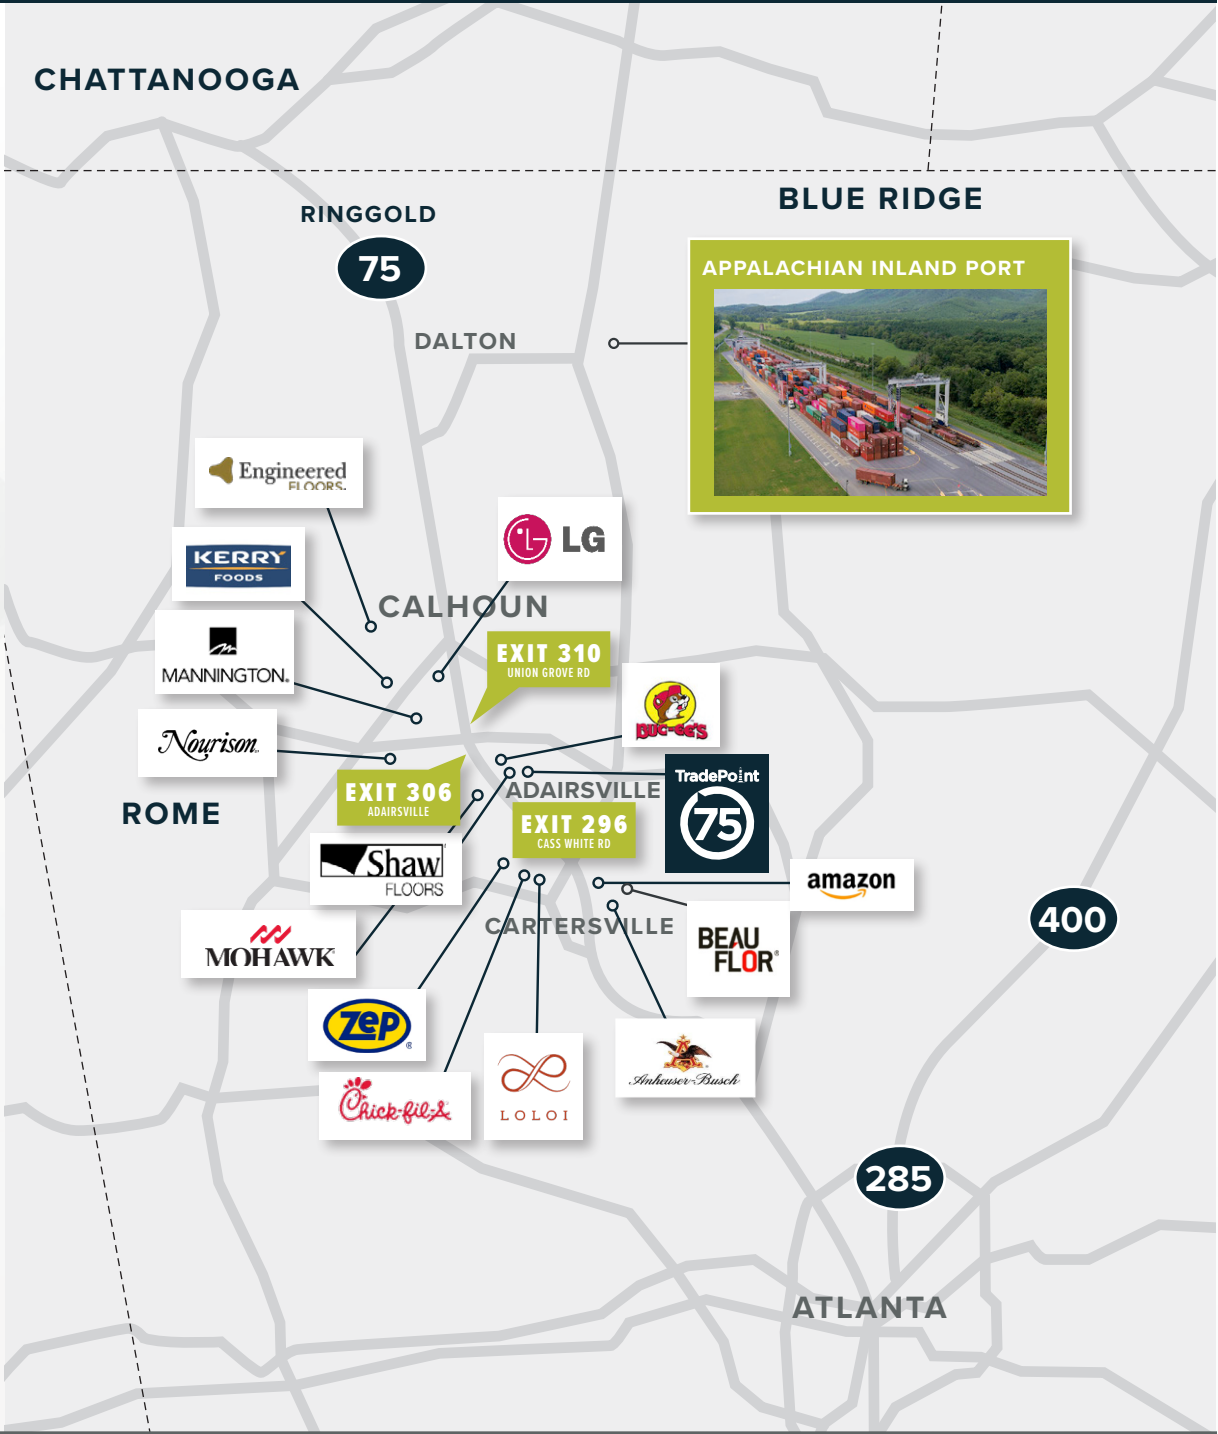 CHATTANOOGA
BLUE RIDGE
RINGGOLD
75
APPALACHIAN INLAND PORT
DALTON
Engineered
FLOORS.
LG
KERRY
FOODS
CALHOUN
MANNINGTON.
EXIT 310
UNION GROVE RD
BUC-EE'S
Nourison
TradePoint
75
EXIT 306
ADAIRSVILLE
ADAIRSVILLE
ROME
EXIT 296
CASS WHITE RD
Shaw
FLOORS
amazon
400
CARTERSVILLE
MOHAWK
BEAU
FLOR®
Zep®
Anheuser-Busch
Chick-fil-A
LOLOI
285
ATLANTA